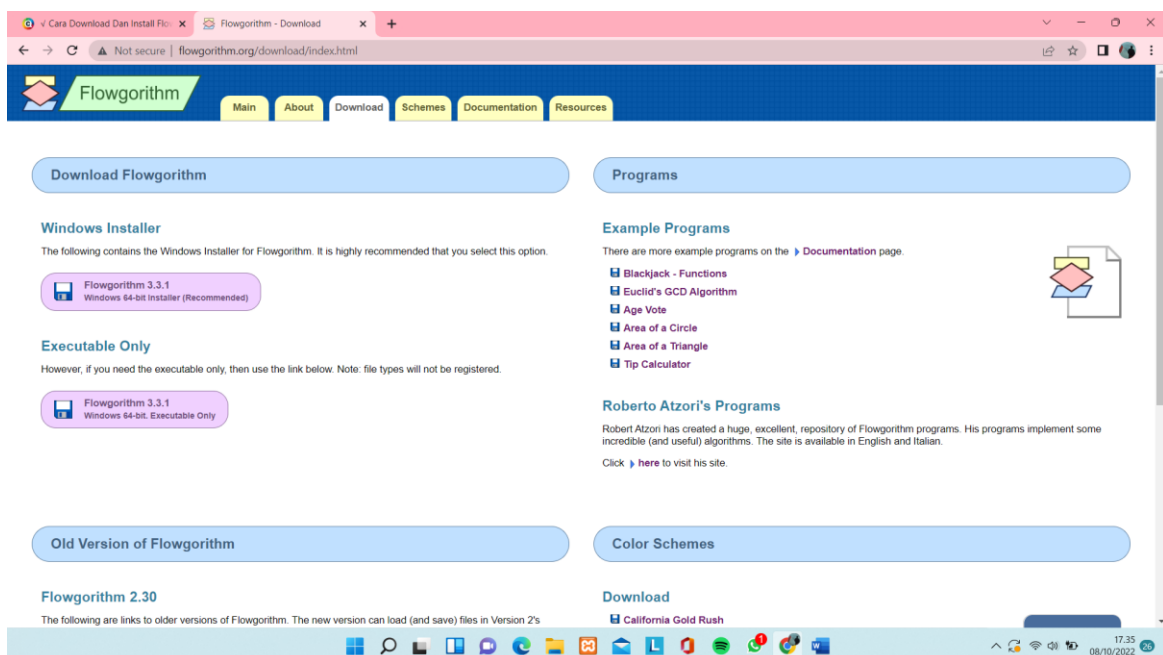 √ Cara Download Dan Install Flo
Flowgorithm - Download
Not secure | flowgorithm.org/download/index.html
Flowgorithm
Main About Download Schemes Documentation Resources
Download Flowgorithm
Windows Installer
The following contains the Windows Installer for Flowgorithm. It is highly recommended that you select this option.
Flowgorithm 3.3.1
Windows 64-bit Installer (Recommended)
Executable Only
However, if you need the executable only, then use the link below. Note: file types will not be registered.
Flowgorithm 3.3.1
Windows 64-bit. Executable Only
Programs
Example Programs
There are more example programs on the Documentation page.
Blackjack - Functions
Euclid's GCD Algorithm
Age Vote
Area of a Circle
Area of a Triangle
Tip Calculator
Roberto Atzori's Programs
Robert Atzori has created a huge, excellent, repository of Flowgorithm programs. His programs implement some
incredible (and useful) algorithms. The site is available in English and Italian.
Click here to visit his site.
Old Version of Flowgorithm
Flowgorithm 2.30
The following are links to older versions of Flowgorithm. The new version can load (and save) files in Version 2's
Color Schemes
Download
California Gold Rush
L
1
W
17.35
08/10/2022
26